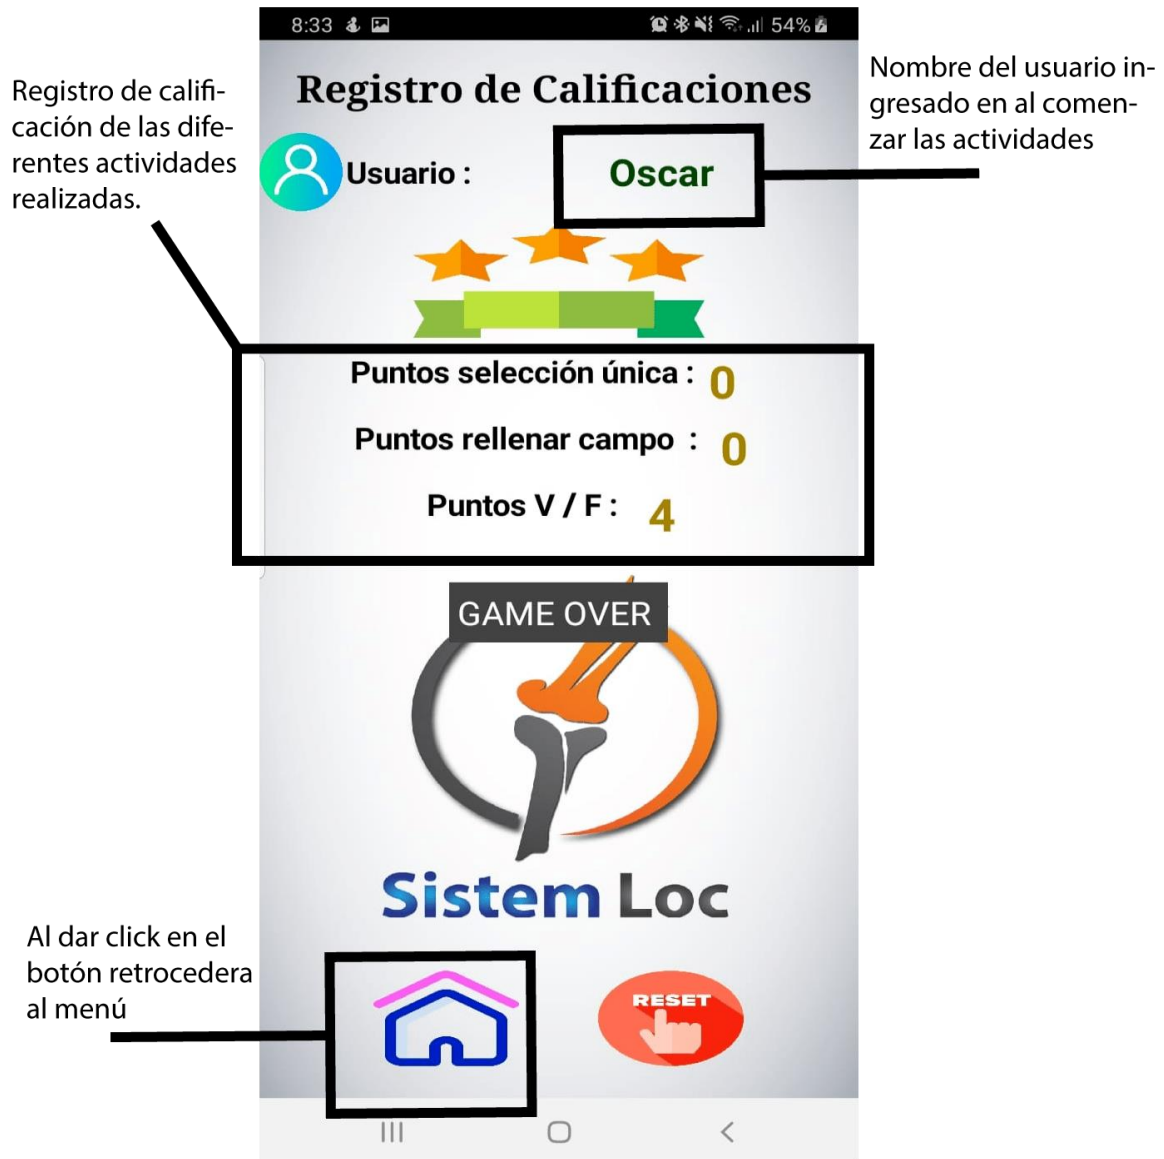 8:33
54%
Registro de Calificaciones
Usuario :
Oscar
Nombre del usuario in-
gresado en al comen-
zar las actividades
Registro de califi-
cación de las dife-
rentes actividades
realizadas.
Puntos selección única : 0
Puntos rellenar campo : 0
Puntos V / F : 4
GAME OVER
Sistem Loc
Al dar click en el
botón retrocedera
al menú
RESET